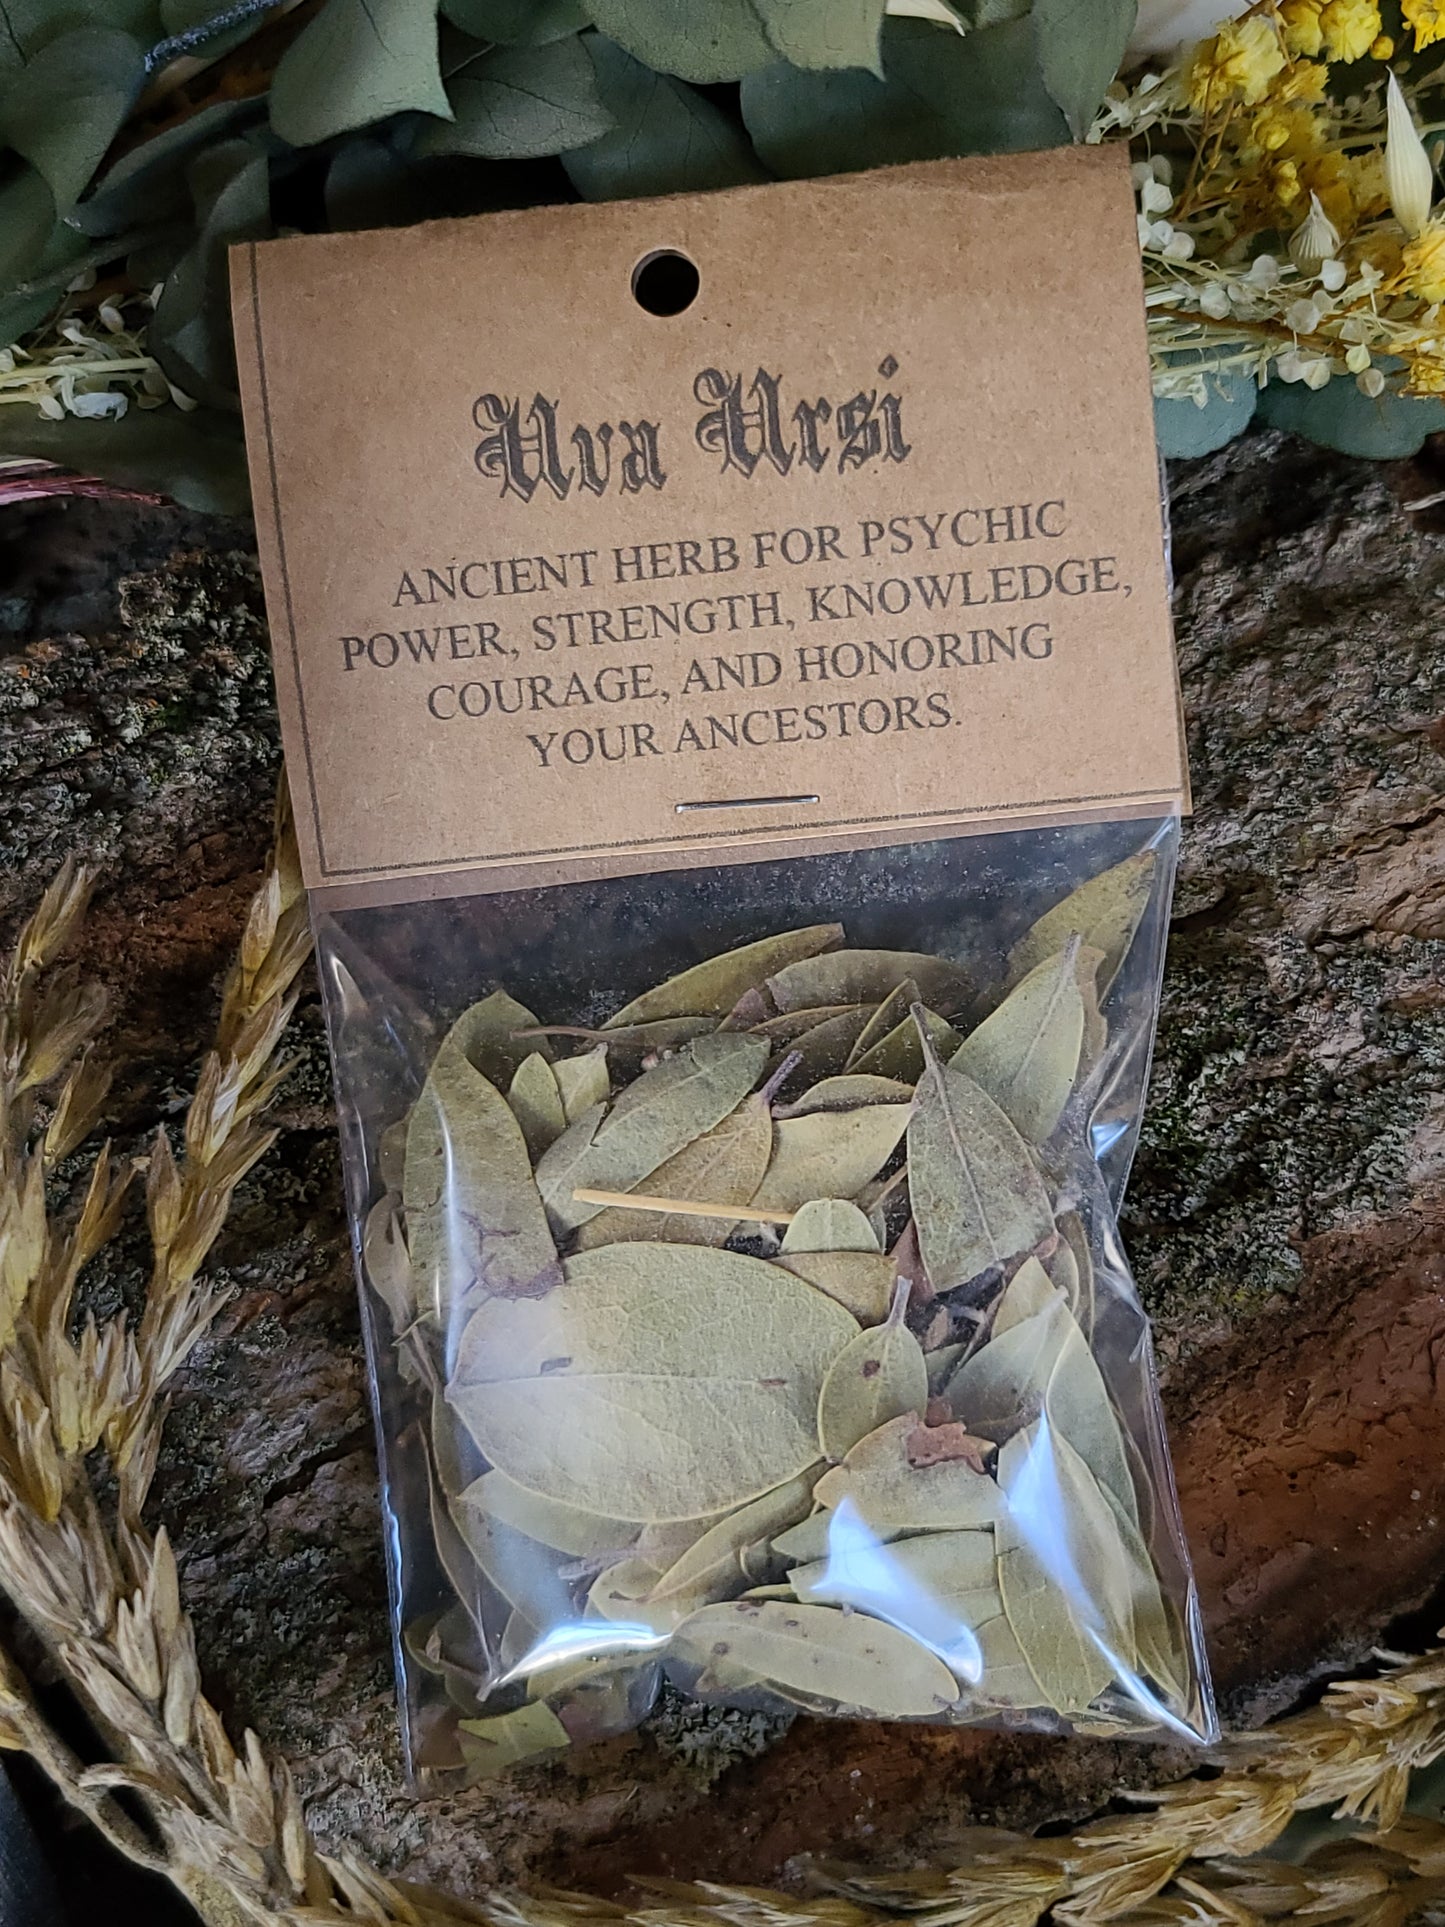 Uva Ursi
ANCIENT HERB FOR PSYCHIC
POWER, STRENGTH, KNOWLEDGE,
COURAGE, AND HONORING
YOUR ANCESTORS.